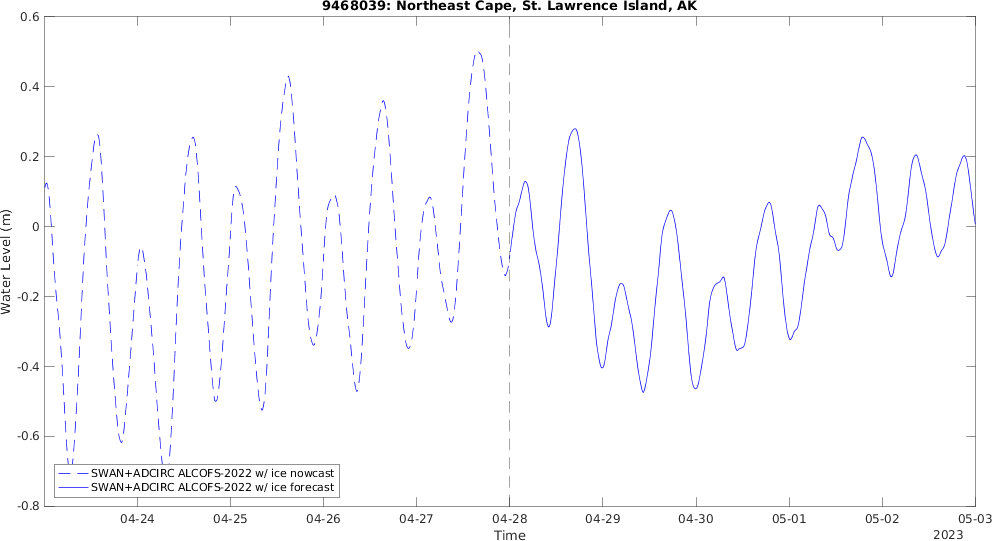 9468039: Northeast Cape, St. Lawrence Island, AK
0.6
0.4
0.2
0
-0.2
-0.4
-0.6
-0.8
Water Level (m)
SWAN+ADCIRC ALCOFS-2022 w/ ice nowcast
SWAN+ADCIRC ALCOFS-2022 w/ ice forecast
04-24 04-25 04-26 04-27 04-28 04-29 04-30 05-01 05-02 05-03
Time
2023